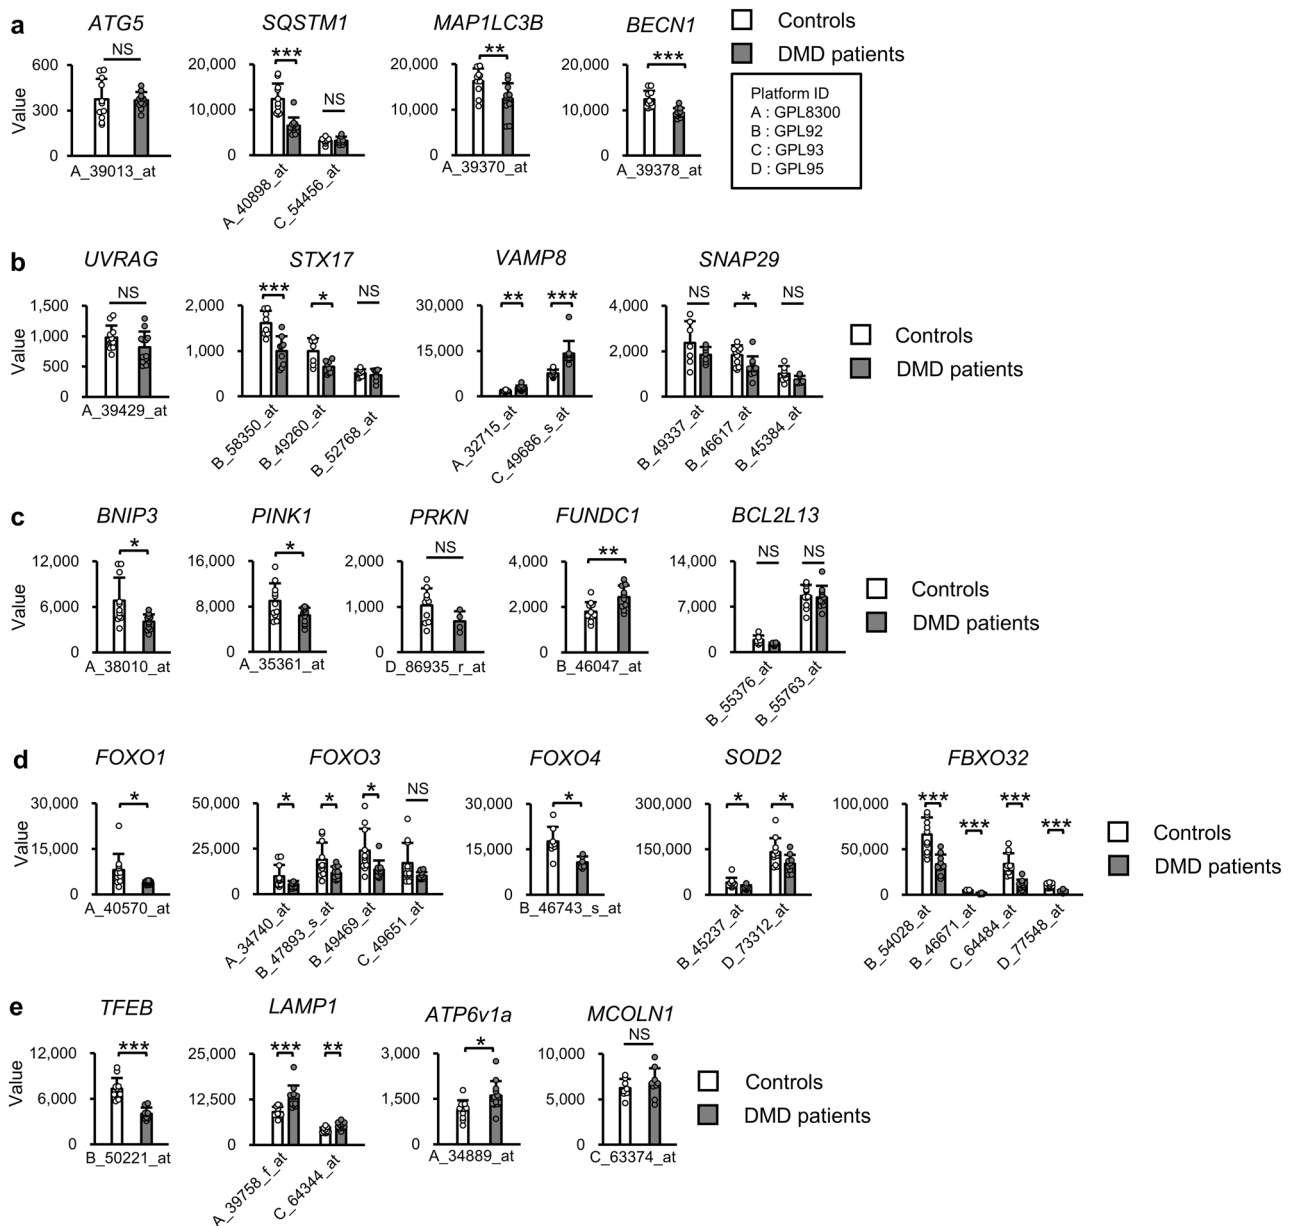 a
ATG5
SQSTM1
MAP1LC3B
BECN1
Controls
DMD patients
Platform ID
A : GPL8300
B : GPL92
C : GPL93
D : GPL95
Value
600
300
0
NS
A_39013_at
20,000
10,000
0
***
NS
A_40898_at
C_54456_at
20,000
10,000
0
**
A_39370_at
20,000
10,000
0
***
A_39378_at
b
UVRAG
STX17
VAMP8
SNAP29
Controls
DMD patients
Value
1,500
1,000
500
0
NS
A_39429_at
2,000
1,000
0
***
*
NS
B_58350_at
B_49260_at
B_52768_at
30,000
15,000
0
**
***
A_32715_at
C_49686_s_at
4,000
2,000
0
NS
*
NS
B_49337_at
B_46617_at
B_45384_at
c
BNIP3
PINK1
PRKN
FUNDC1
BCL2L13
Controls
DMD patients
Value
12,000
6,000
0
*
A_38010_at
16,000
8,000
0
*
A_35361_at
2,000
1,000
0
NS
D_86935_r_at
4,000
2,000
0
**
B_46047_at
14,000
7,000
0
NS
NS
B_55376_at
B_55763_at
d
FOXO1
FOXO3
FOXO4
SOD2
FBXO32
Controls
DMD patients
Value
30,000
15,000
0
*
A_40570_at
50,000
25,000
0
*
*
*
NS
A_34740_at
B_47893_s_at
B_49469_at
C_49651_at
30,000
15,000
0
*
B_46743_s_at
300,000
150,000
0
*
*
B_45237_at
D_73312_at
100,000
50,000
0
***
***
***
***
B_54028_at
B_46671_at
C_64484_at
D_77548_at
e
TFEB
LAMP1
ATP6v1a
MCOLN1
Controls
DMD patients
Value
12,000
6,000
0
***
B_50221_at
25,000
12,500
0
***
**
A_39758_f_at
C_64344_at
3,000
1,500
0
*
A_34889_at
10,000
5,000
0
NS
C_63374_at